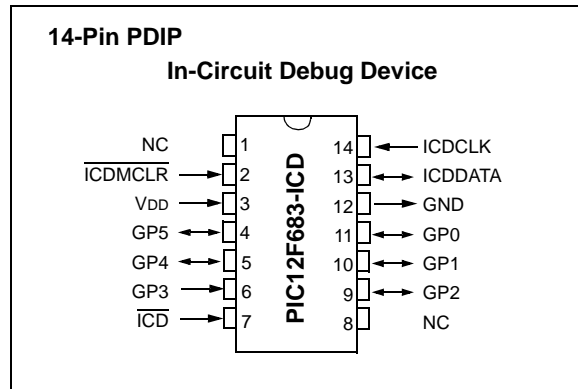 14-Pin PDIP
In-Circuit Debug Device
NC 1 14 ICDCLK
ICDMCLR 2 13 ICDDATA
VDD 3 12 GND
GP5 4 11 GP0
GP4 5 10 GP1
GP3 6 9 GP2
ICD 7 8 NC
PIC12F683-ICD